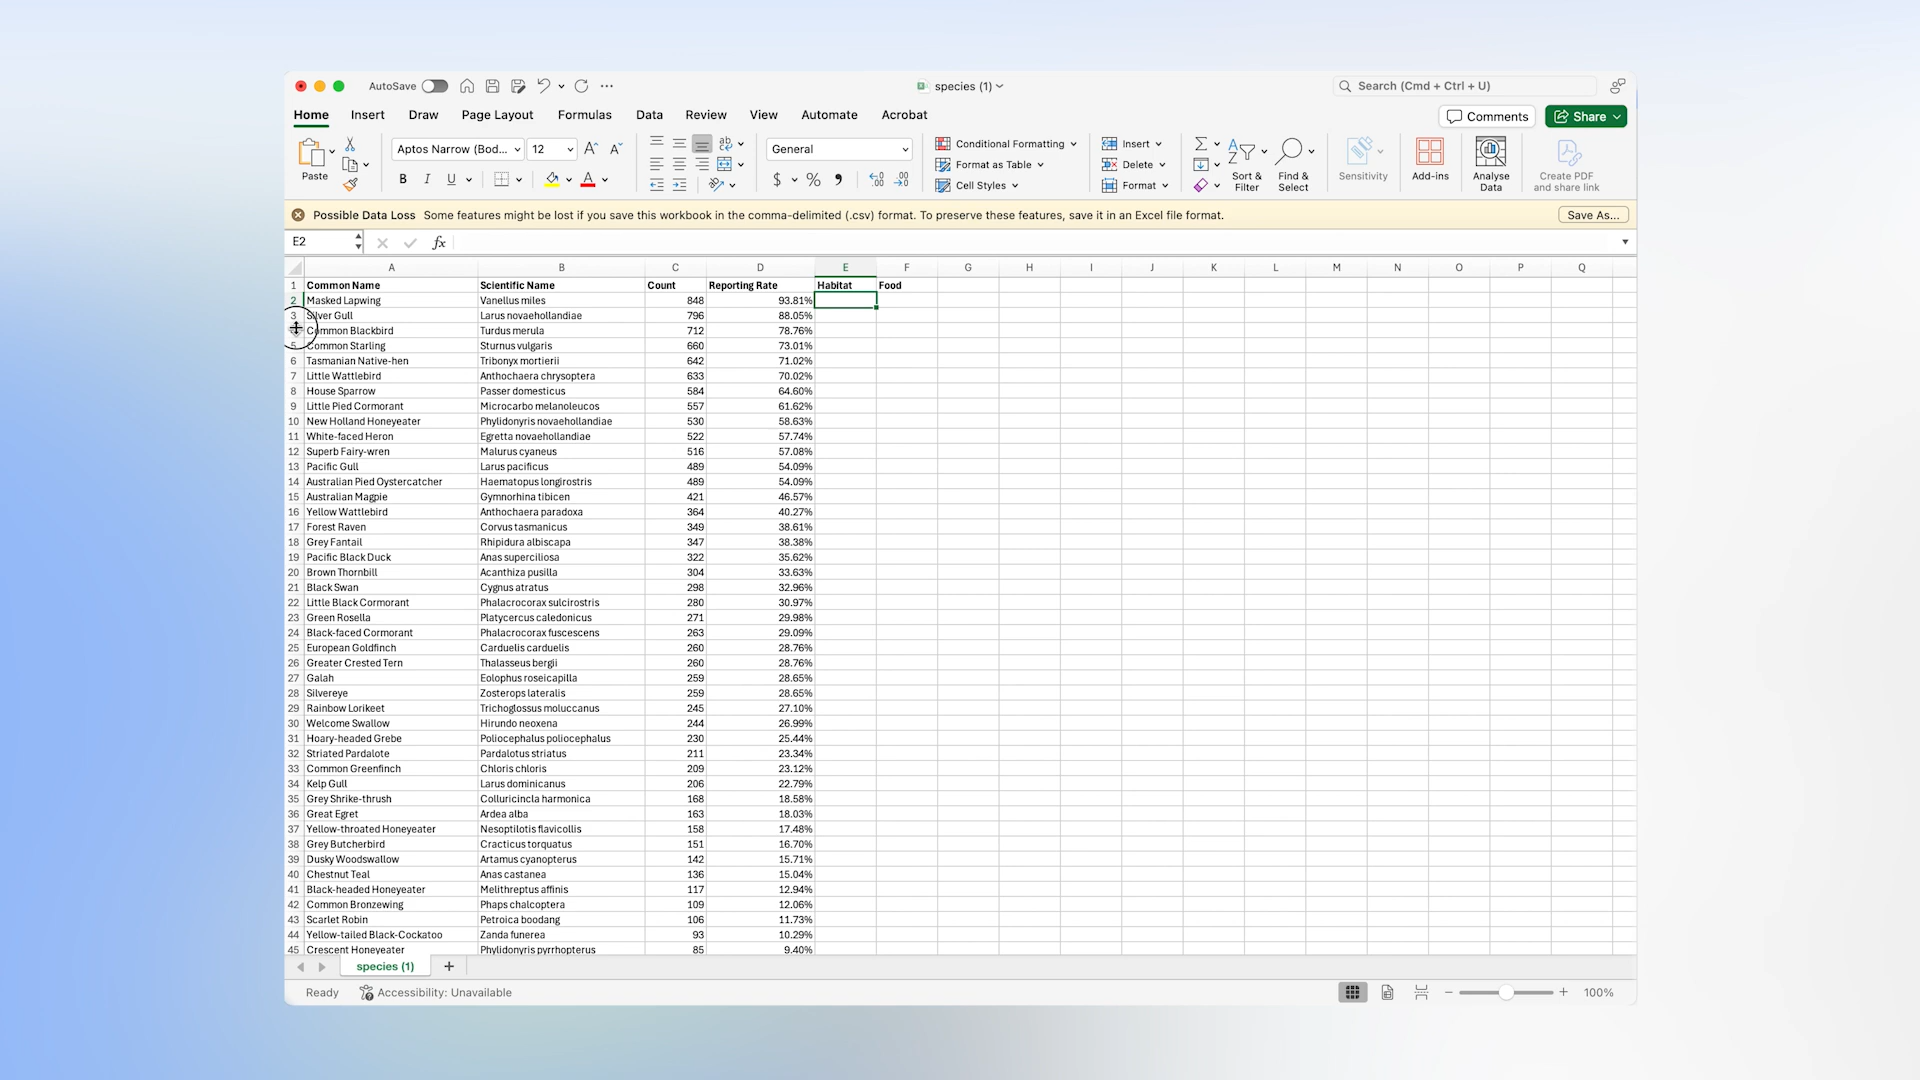 AutoSave species (1) Search (Cmd + Ctrl + U)
Home Insert Draw Page Layout Formulas Data Review View Automate Acrobat Comments Share
Paste Aptos Narrow (Bod... 12 General Conditional Formatting Format as Table Cell Styles Insert Delete Format Sort & Filter Find & Select Sensitivity Add-ins Analyse Data Create PDF and share link
Possible Data Loss Some features might be lost if you save this workbook in the comma-delimited (.csv) format. To preserve these features, save it in an Excel file format. Save As...
E2 fx
A B C D E F G H I J K L M N O P Q
1 Common Name Scientific Name Count Reporting Rate Habitat Food
2 Masked Lapwing Vanellus miles 848 93.81%
3 Silver Gull Larus novaehollandiae 796 88.05%
Common Blackbird Turdus merula 712 78.76%
5 Common Starling Sturnus vulgaris 660 73.01%
6 Tasmanian Native-hen Tribonyx mortierii 642 71.02%
7 Little Wattlebird Anthochaera chrysoptera 633 70.02%
8 House Sparrow Passer domesticus 584 64.60%
9 Little Pied Cormorant Microcarbo melanoleucos 557 61.62%
10 New Holland Honeyeater Phylidonyris novaehollandiae 530 58.63%
11 White-faced Heron Egretta novaehollandiae 522 57.74%
12 Superb Fairy-wren Malurus cyaneus 516 57.08%
13 Pacific Gull Larus pacificus 489 54.09%
14 Australian Pied Oystercatcher Haematopus longirostris 489 54.09%
15 Australian Magpie Gymnorhina tibicen 421 46.57%
16 Yellow Wattlebird Anthochaera paradoxa 364 40.27%
17 Forest Raven Corvus tasmanicus 349 38.61%
18 Grey Fantail Rhipidura albiscapa 347 38.38%
19 Pacific Black Duck Anas superciliosa 322 35.62%
20 Brown Thornbill Acanthiza pusilla 304 33.63%
21 Black Swan Cygnus atratus 298 32.96%
22 Little Black Cormorant Phalacrocorax sulcirostris 280 30.97%
23 Green Rosella Platycercus caledonicus 271 29.98%
24 Black-faced Cormorant Phalacrocorax fuscescens 263 29.09%
25 European Goldfinch Carduelis carduelis 260 28.76%
26 Greater Crested Tern Thalasseus bergii 260 28.76%
27 Galah Eolophus roseicapilla 259 28.65%
28 Silvereye Zosterops lateralis 259 28.65%
29 Rainbow Lorikeet Trichoglossus moluccanus 245 27.10%
30 Welcome Swallow Hirundo neoxena 244 26.99%
31 Hoary-headed Grebe Poliocephalus poliocephalus 230 25.44%
32 Striated Pardalote Pardalotus striatus 211 23.34%
33 Common Greenfinch Chloris chloris 209 23.12%
34 Kelp Gull Larus dominicanus 206 22.79%
35 Grey Shrike-thrush Colluricincla harmonica 168 18.58%
36 Great Egret Ardea alba 163 18.03%
37 Yellow-throated Honeyeater Nesoptilotis flavicollis 158 17.48%
38 Grey Butcherbird Cracticus torquatus 151 16.70%
39 Dusky Woodswallow Artamus cyanopterus 142 15.71%
40 Chestnut Teal Anas castanea 136 15.04%
41 Black-headed Honeyeater Melithreptus affinis 117 12.94%
42 Common Bronzewing Phaps chalcoptera 109 12.06%
43 Scarlet Robin Petroica boodang 106 11.73%
44 Yellow-tailed Black-Cockatoo Zanda funerea 93 10.29%
45 Crescent Honeyeater Phylidonyris pyrrhopterus 85 9.40%
species (1)
Ready Accessibility: Unavailable 100%